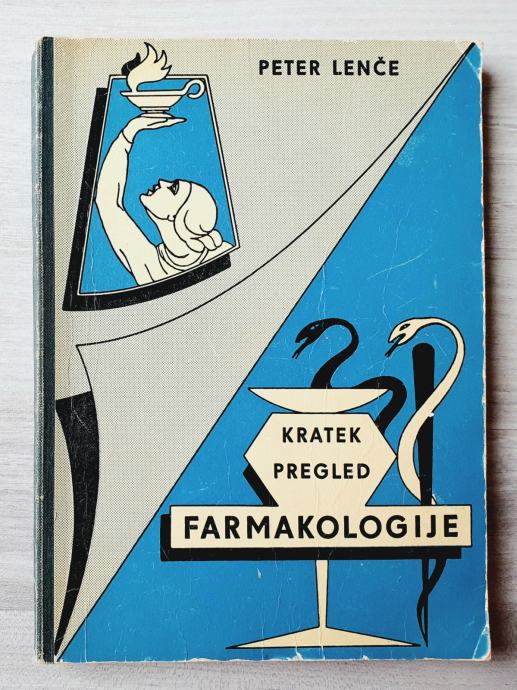 PETER LENČE
KRATEK
PREGLED
FARMAKOLOGIJE